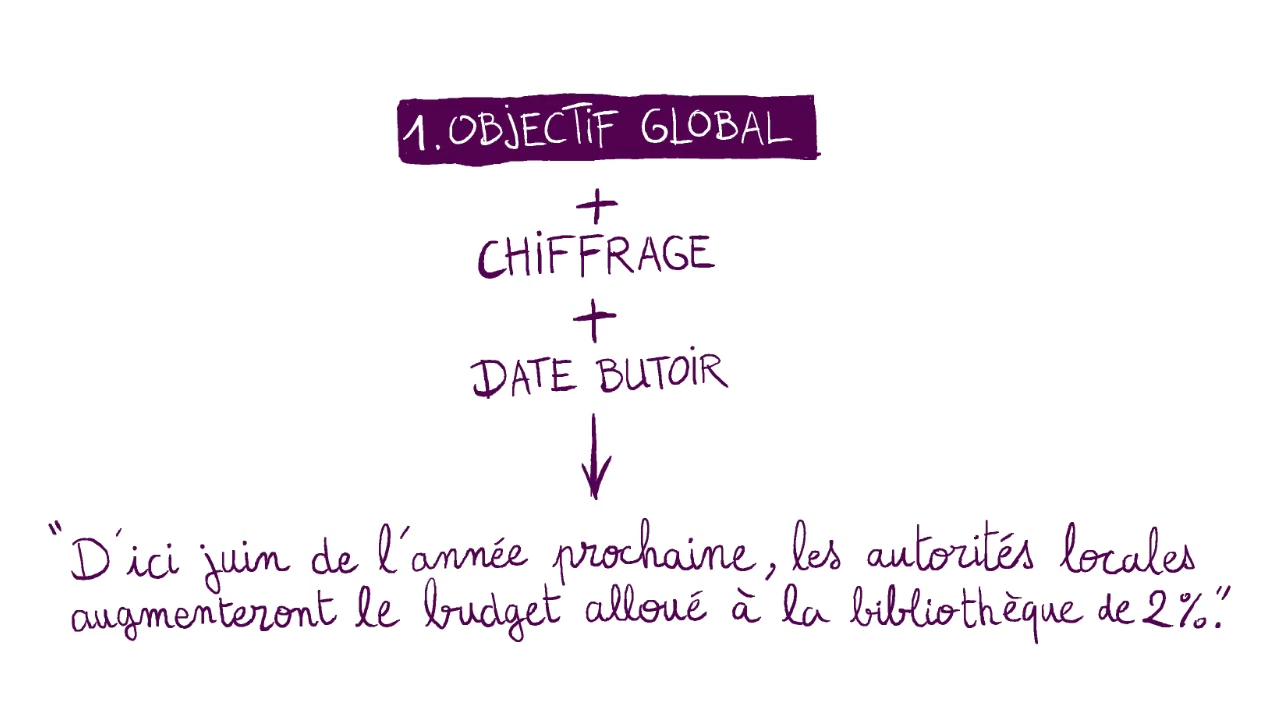 1. OBJECTIF GLOBAL
+
CHIFFRAGE
+
DATE BUTOIR
"D'ici juin de l'année prochaine, les autorités locales
augmenteront le budget alloué à la bibliothèque de 2%."